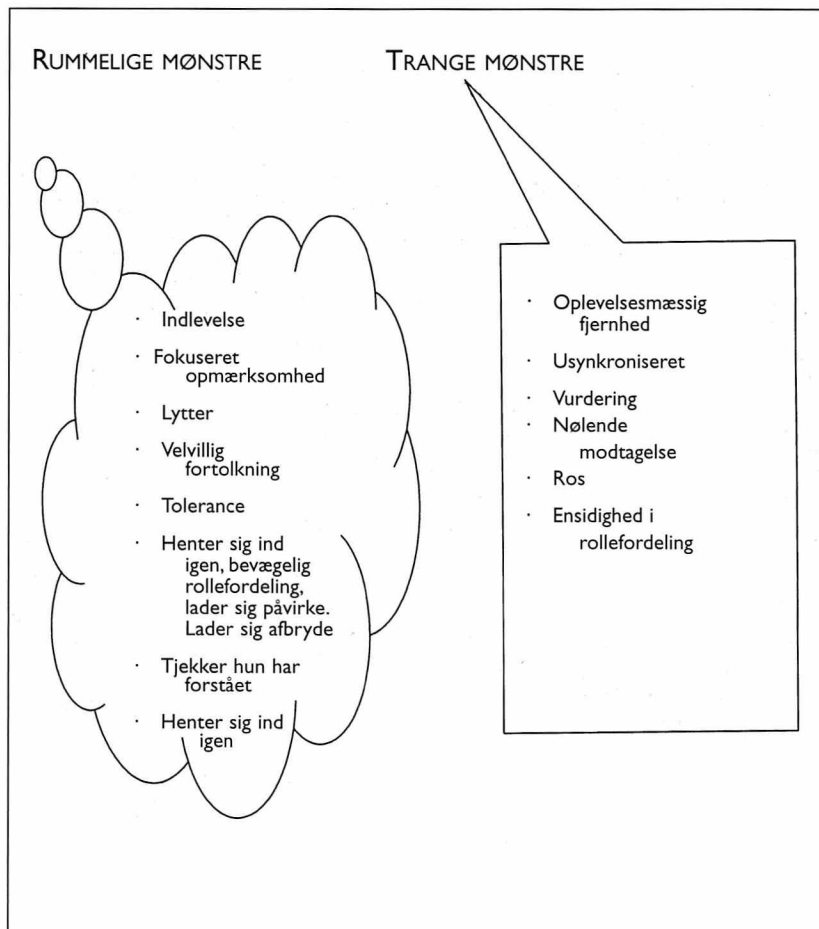 RUMMELIGE MØNSTRE
· Indlevelse
· Fokuseret
opmærksomhed
· Lytter
· Velvillig
fortolkning
· Tolerance
· Henter sig ind
igen, bevægelig
rollefordeling,
lader sig påvirke.
Lader sig afbryde
· Tjekker hun har
forstået
· Henter sig ind
igen
TRANGE MØNSTRE
· Oplevelsesmæssig
fjernhed
· Usynkroniseret
· Vurdering
· Nølende
modtagelse
· Ros
· Ensidighed i
rollefordeling